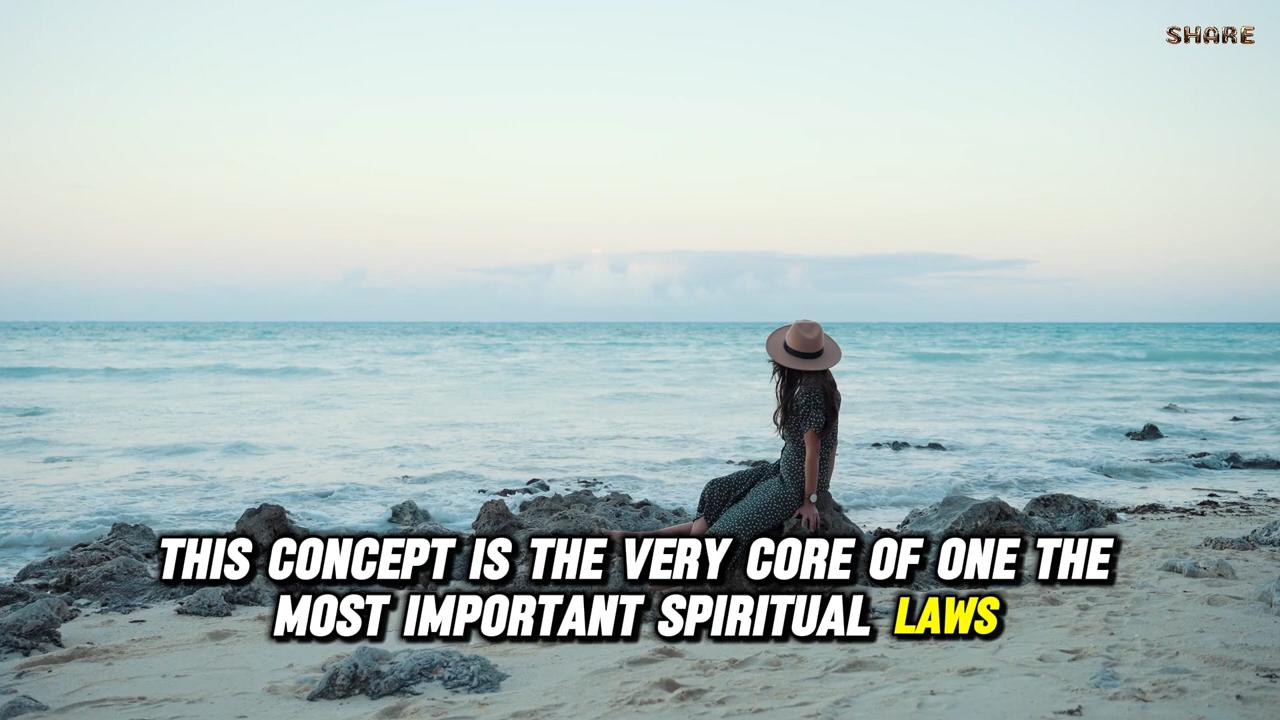 SHARE
THIS CONCEPT IS THE VERY CORE OF ONE THE
MOST IMPORTANT SPIRITUAL LAWS